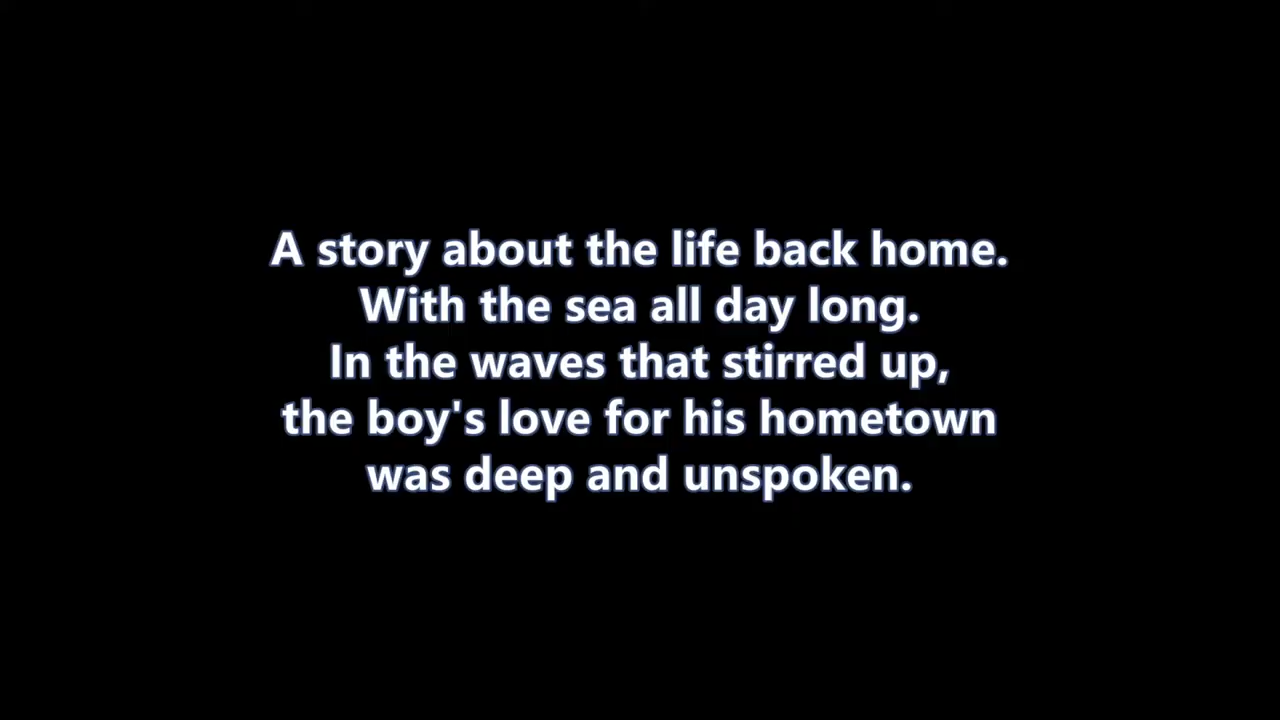 A story about the life back home.
With the sea all day long.
In the waves that stirred up,
the boy's love for his hometown
was deep and unspoken.